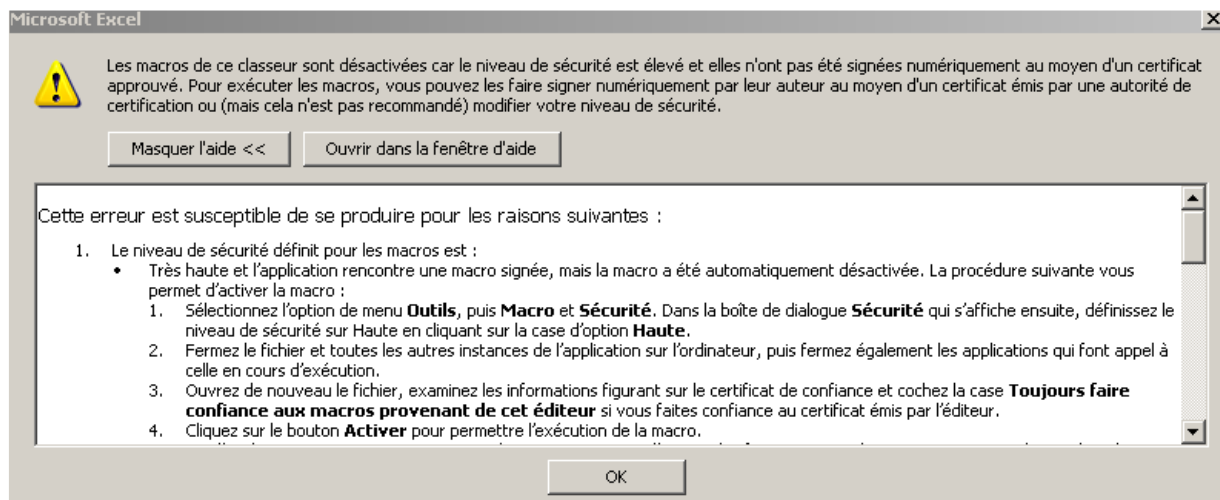 Microsoft Excel
Les macros de ce classeur sont désactivées car le niveau de sécurité est élevé et elles n'ont pas été signées numériquement au moyen d'un certificat
approuvé. Pour exécuter les macros, vous pouvez les faire signer numériquement par leur auteur au moyen d'un certificat émis par une autorité de
certification ou (mais cela n'est pas recommandé) modifier votre niveau de sécurité.
Masquer l'aide << Ouvrir dans la fenêtre d'aide
Cette erreur est susceptible de se produire pour les raisons suivantes :
1. Le niveau de sécurité définit pour les macros est :
• Très haute et l'application rencontre une macro signée, mais la macro a été automatiquement désactivée. La procédure suivante vous
permet d'activer la macro :
1. Sélectionnez l'option de menu Outils, puis Macro et Sécurité. Dans la boîte de dialogue Sécurité qui s'affiche ensuite, définissez le
niveau de sécurité sur Haute en cliquant sur la case d'option Haute.
2. Fermez le fichier et toutes les autres instances de l'application sur l'ordinateur, puis fermez également les applications qui font appel à
celle en cours d'exécution.
3. Ouvrez de nouveau le fichier, examinez les informations figurant sur le certificat de confiance et cochez la case Toujours faire
confiance aux macros provenant de cet éditeur si vous faites confiance au certificat émis par l'éditeur.
4. Cliquez sur le bouton Activer pour permettre l'exécution de la macro.
OK